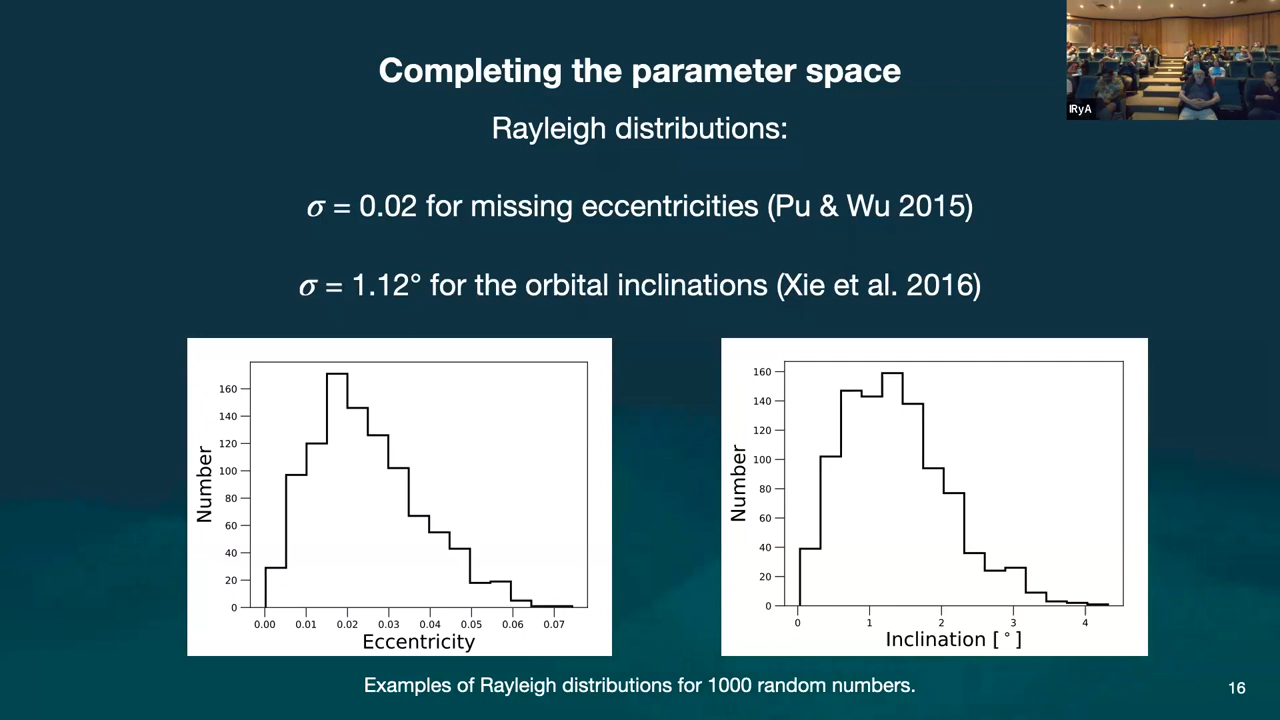 Completing the parameter space
IRyA
Rayleigh distributions:
σ = 0.02 for missing eccentricities (Pu & Wu 2015)
σ = 1.12° for the orbital inclinations (Xie et al. 2016)
Number
160
140
120
100
80
60
40
20
0
0.00 0.01 0.02 0.03 0.04 0.05 0.06 0.07
Eccentricity
Number
160
140
120
100
80
60
40
20
0
0 1 2 3 4
Inclination [°]
Examples of Rayleigh distributions for 1000 random numbers.
16